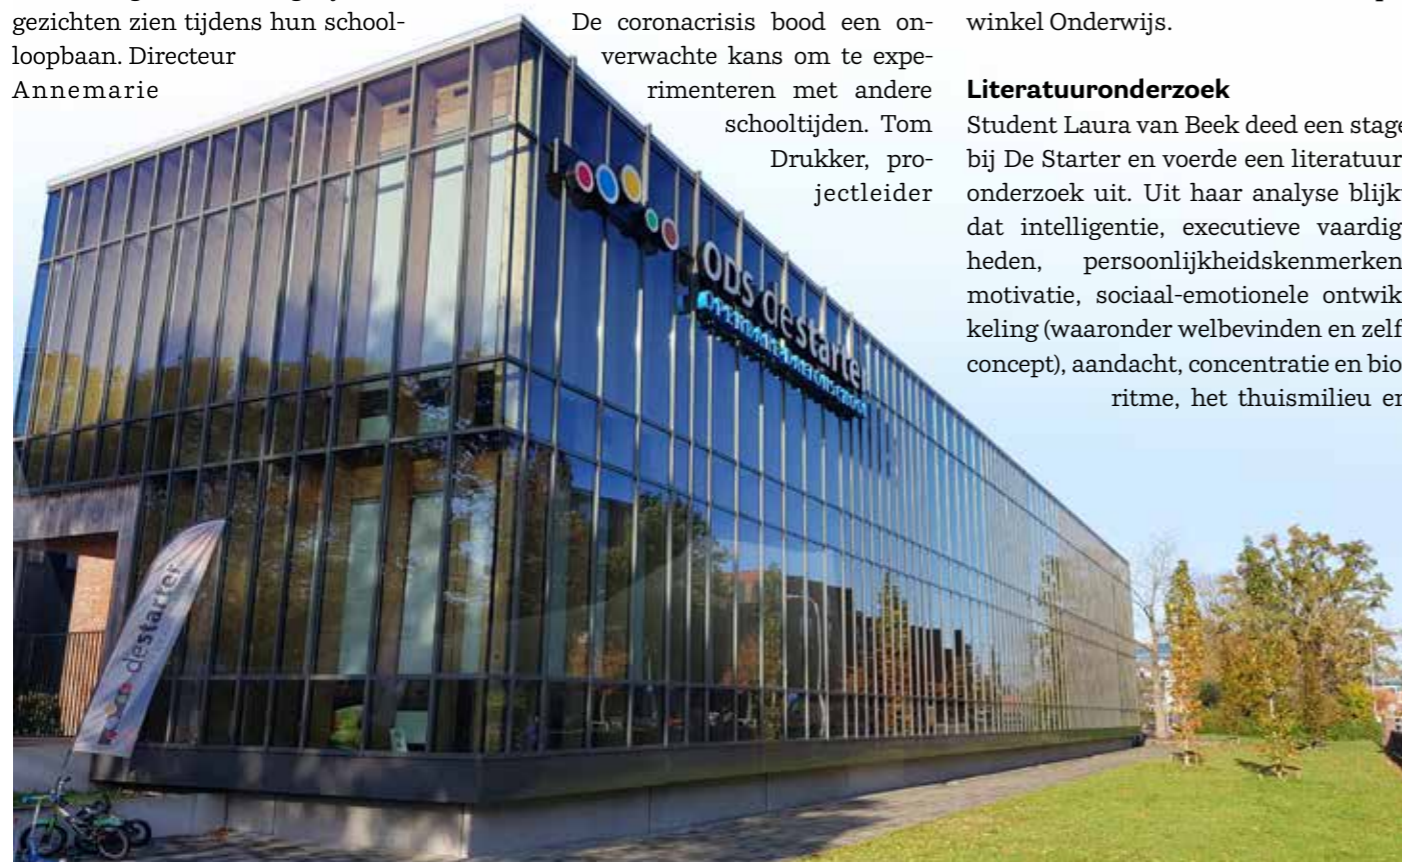 gezichten zien tijdens hun school-
loopbaan. Directeur
Annemarie
De coronacrisis bood een on-
verwachte kans om te expe-
rimenteren met andere
schooltijden. Tom
Drukker, pro-
jectleider
winkel Onderwijs.
Literatuuronderzoek
Student Laura van Beek deed een stage
bij De Starter en voerde een literatuur
onderzoek uit. Uit haar analyse blijk
dat intelligentie, executieve vaardig
heden, persoonlijkheidskenmerken
motivatie, sociaal-emotionele ontwik
keling (waaronder welbevinden en zelf
concept), aandacht, concentratie en bio
ritme, het thuismilieu en
ODS destarter
destarter